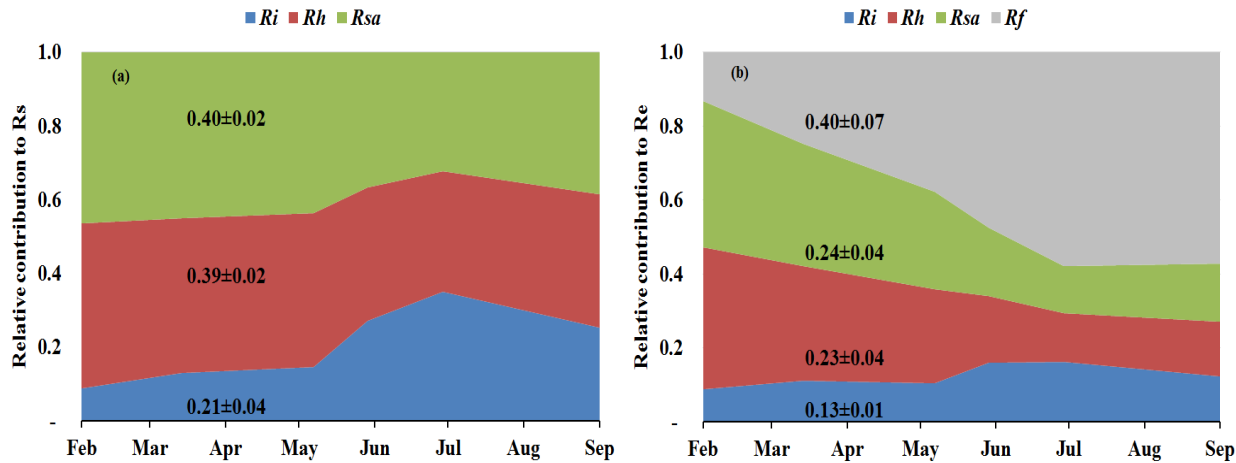 Ri Rh Rsa
Relative contribution to Rs
1.0
0.8
0.6
0.4
0.2
-
(a)
0.40±0.02
0.39±0.02
0.21±0.04
Feb Mar Apr May Jun Jul Aug Sep
Ri Rh Rsa Rf
Relative contribution to Re
1.0
0.8
0.6
0.4
0.2
-
(b)
0.40±0.07
0.24±0.04
0.23±0.04
0.13±0.01
Feb Mar Apr May Jun Jul Aug Sep